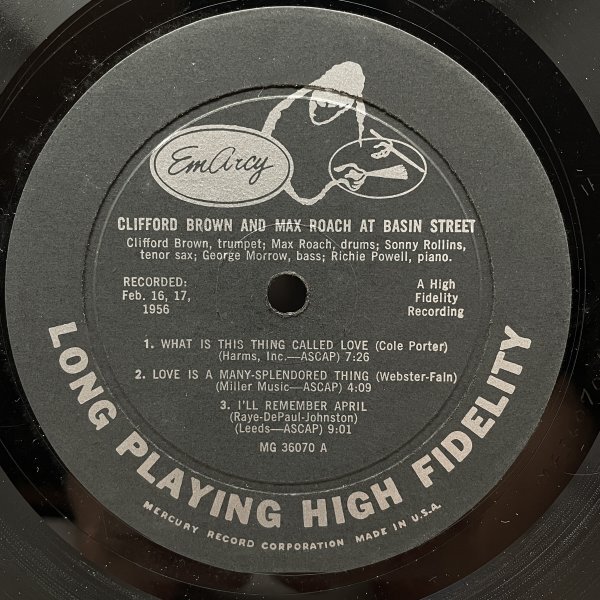 EmArcy
CLIFFORD BROWN AND MAX ROACH AT BASIN STREET
Clifford Brown, trumpet; Max Roach, drums; Sonny Rollins,
tenor sax; George Morrow, bass; Richie Powell, piano.
RECORDED:
Feb. 16, 17,
1956
A High
Fidelity
Recording
1. WHAT IS THIS THING CALLED LOVE (Cole Porter)
(Harms, Inc.—ASCAP) 7:26
2. LOVE IS A MANY-SPLENDORED THING (Webster-Fain)
(Miller Music—ASCAP) 4:09
3. I'LL REMEMBER APRIL
(Raye-DePaul-Johnston)
(Leeds—ASCAP) 9:01
MG 36070 A
LONG PLAYING HIGH FIDELITY
MERCURY RECORD CORPORATION MADE IN U.S.A.